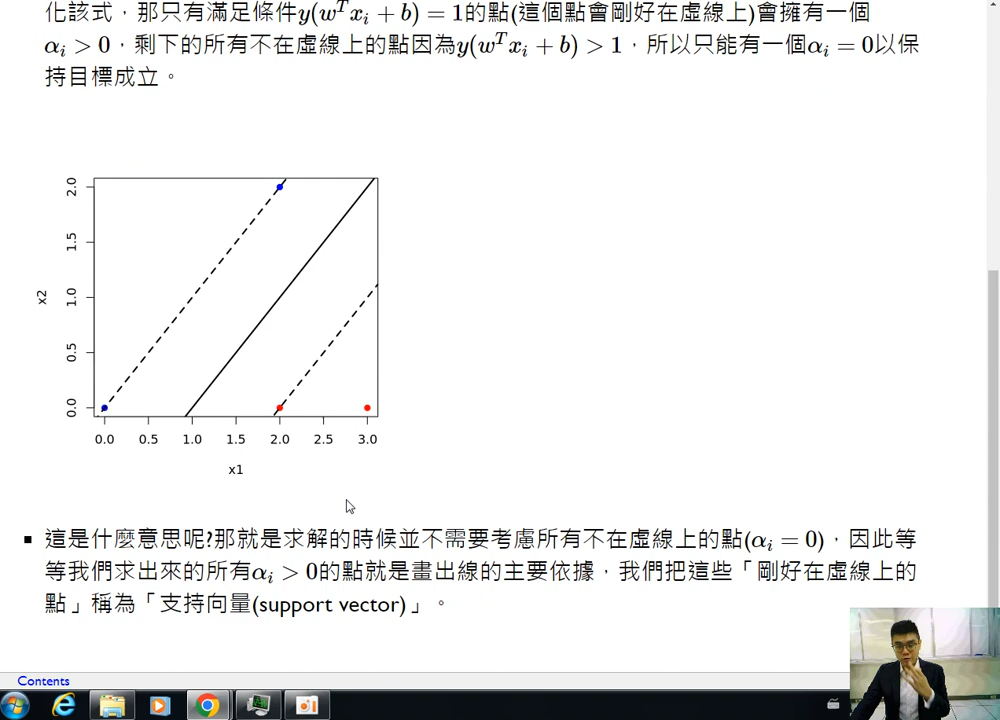 化該式，那只有滿足條件y(wᵀxᵢ + b) = 1的點(這個點會剛好在虛線上)會擁有一個
αᵢ > 0，剩下的所有不在虛線上的點因為y(wᵀxᵢ + b) > 1，所以只能有一個αᵢ = 0以保
持目標成立。
2.0
1.5
1.0
0.5
0.0
x2
0.0 0.5 1.0 1.5 2.0 2.5 3.0
x1
這是什麼意思呢?那就是求解的時候並不需要考慮所有不在虛線上的點(αᵢ = 0)，因此等
等我們求出來的所有αᵢ > 0的點就是畫出線的主要依據，我們把這些「剛好在虛線上的
點」稱為「支持向量(support vector)」。
Contents